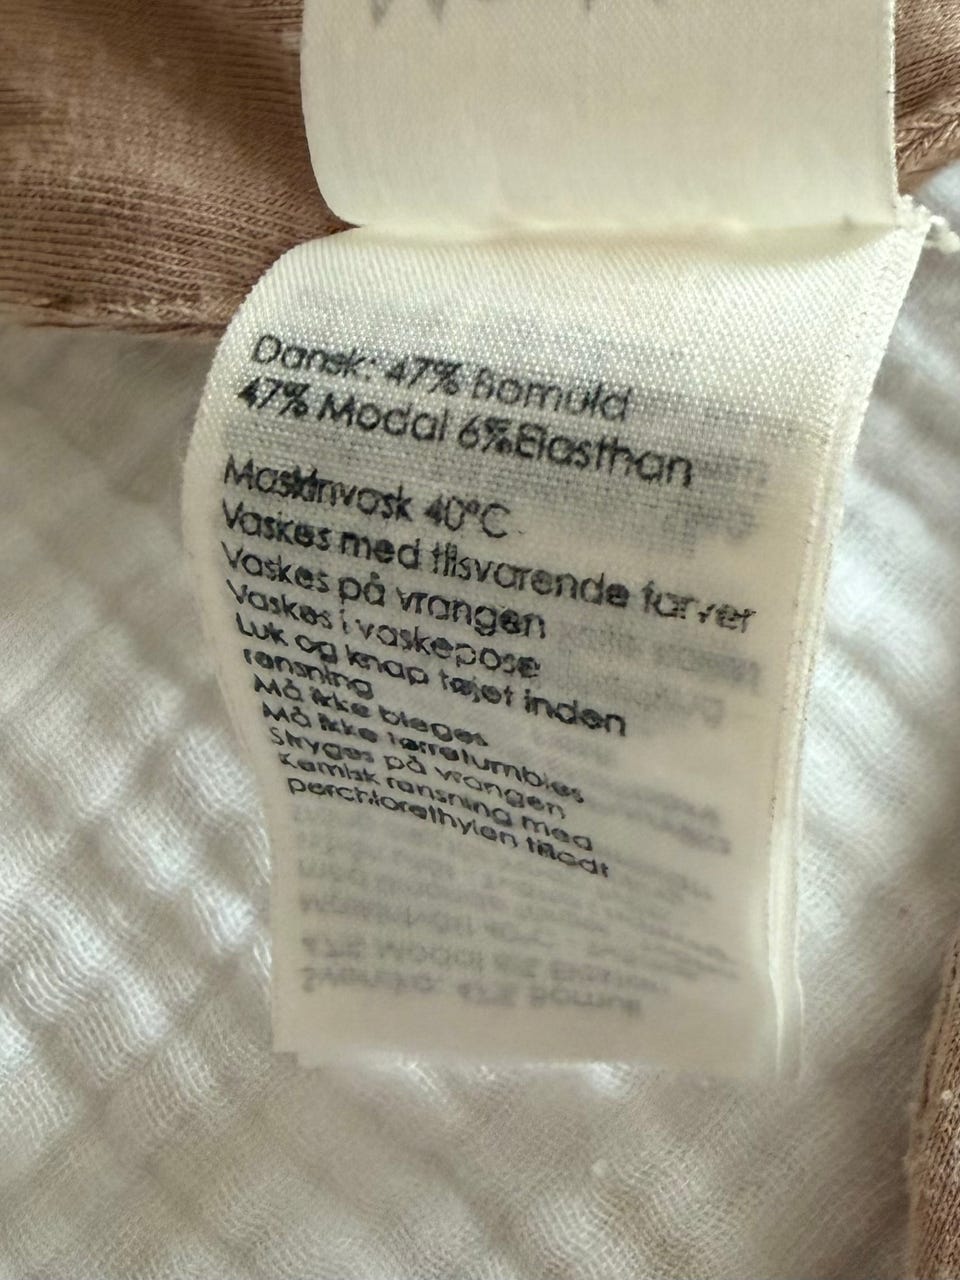 Dansk: 47% Bomuld
47% Modal 6%Elasthan
Maskinvask 40°C
Vaskes med tilsvarende farver
Vaskes på vrangen
Vaskes i vaskepose
Luk og knap tøjet inden
rensning
Må ikke bleges
Må ikke tørretumbles
Stryges på vrangen
Kemisk rensning med
perchlorethylen tilladt